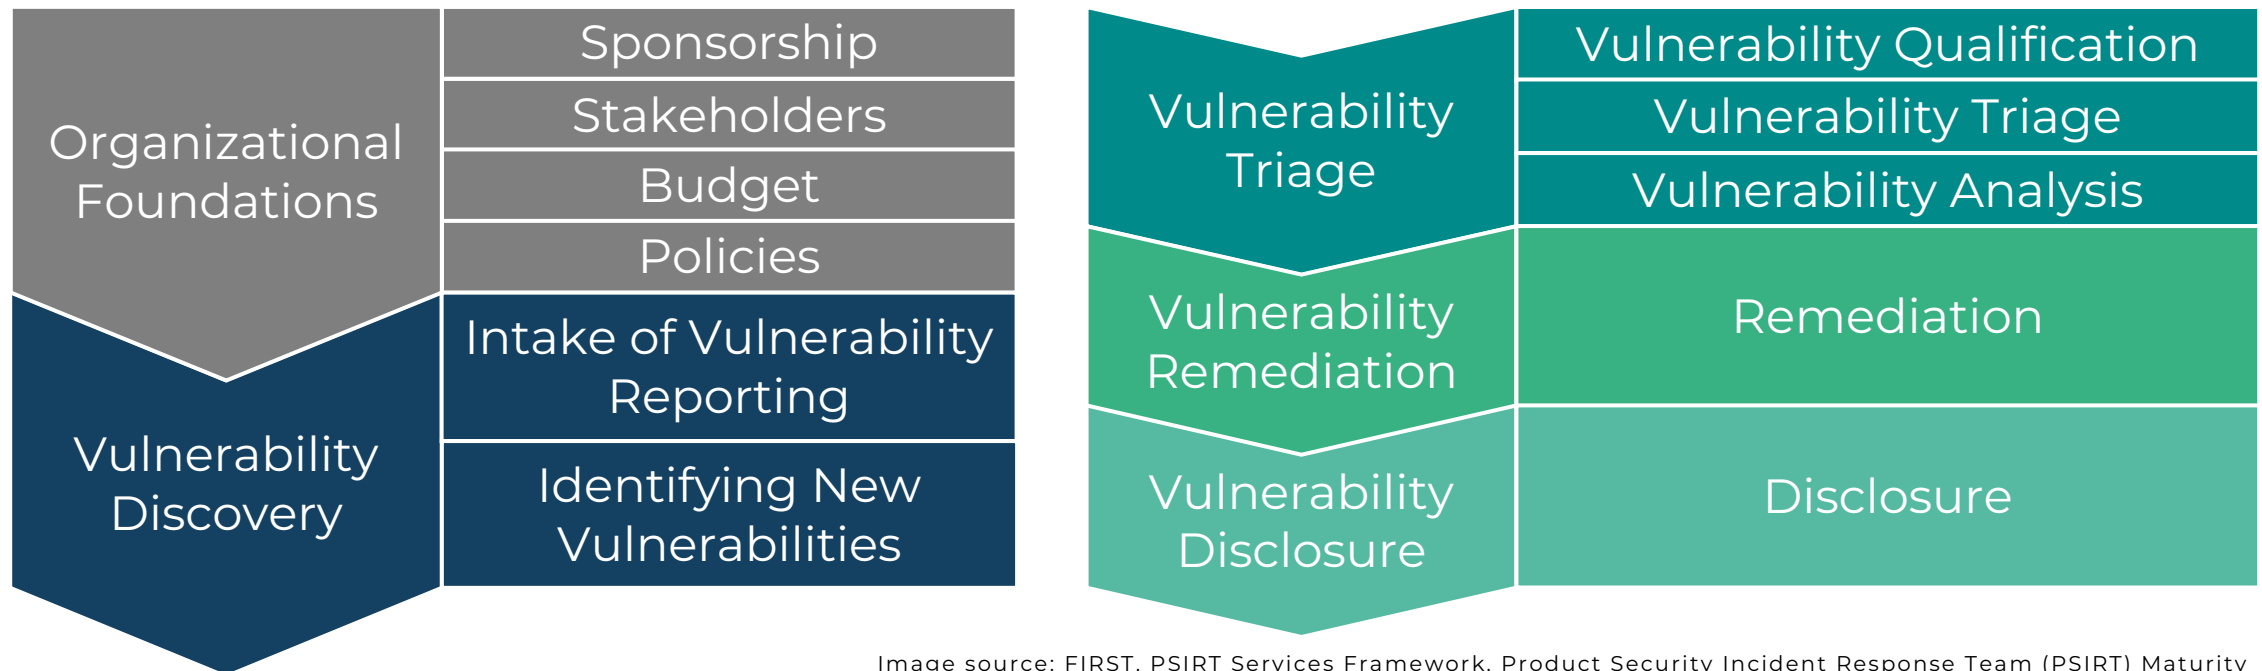 Organizational
Foundations
Sponsorship
Stakeholders
Budget
Policies
Vulnerability
Discovery
Intake of Vulnerability
Reporting
Identifying New
Vulnerabilities
Vulnerability
Triage
Vulnerability Qualification
Vulnerability Triage
Vulnerability Analysis
Vulnerability
Remediation
Remediation
Vulnerability
Disclosure
Disclosure
Image source: FIRST, PSIRT Services Framework, Product Security Incident Response Team (PSIRT) Maturity